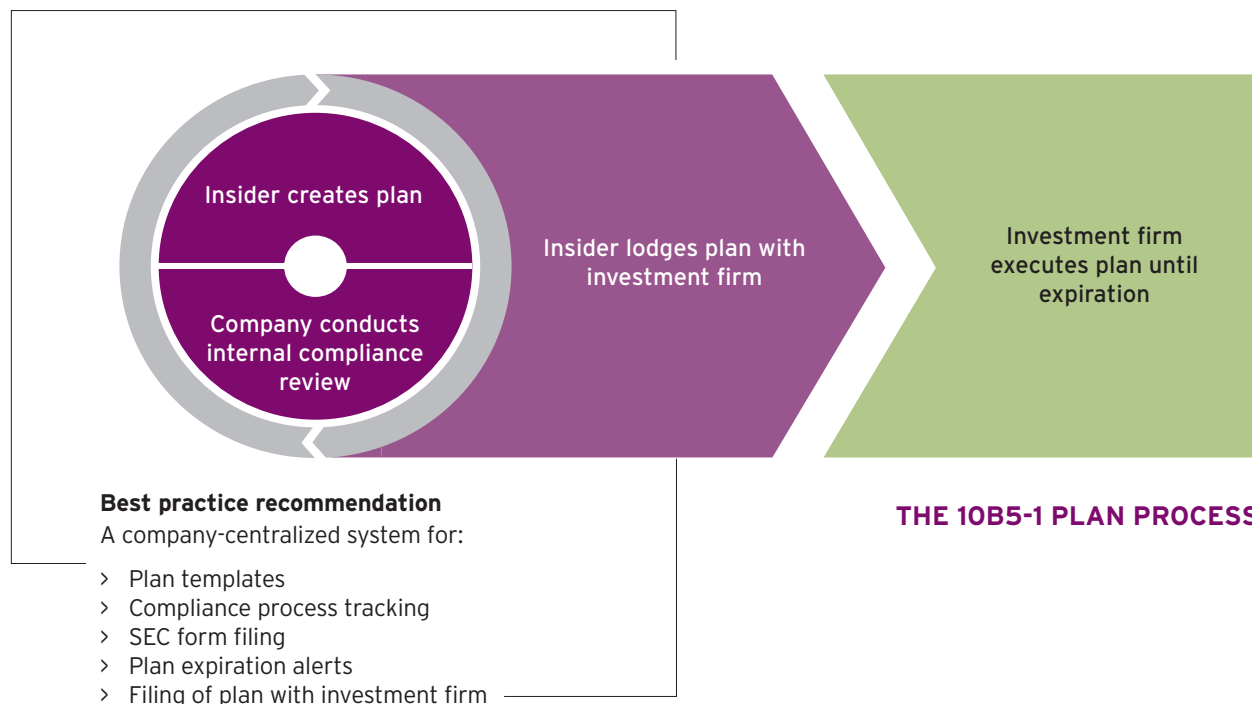 Insider creates plan
Company conducts
internal compliance
review
Insider lodges plan with
investment firm
Investment firm
executes plan until
expiration
Best practice recommendation
A company-centralized system for:
> Plan templates
> Compliance process tracking
> SEC form filing
> Plan expiration alerts
> Filing of plan with investment firm
THE 10B5-1 PLAN PROCESS